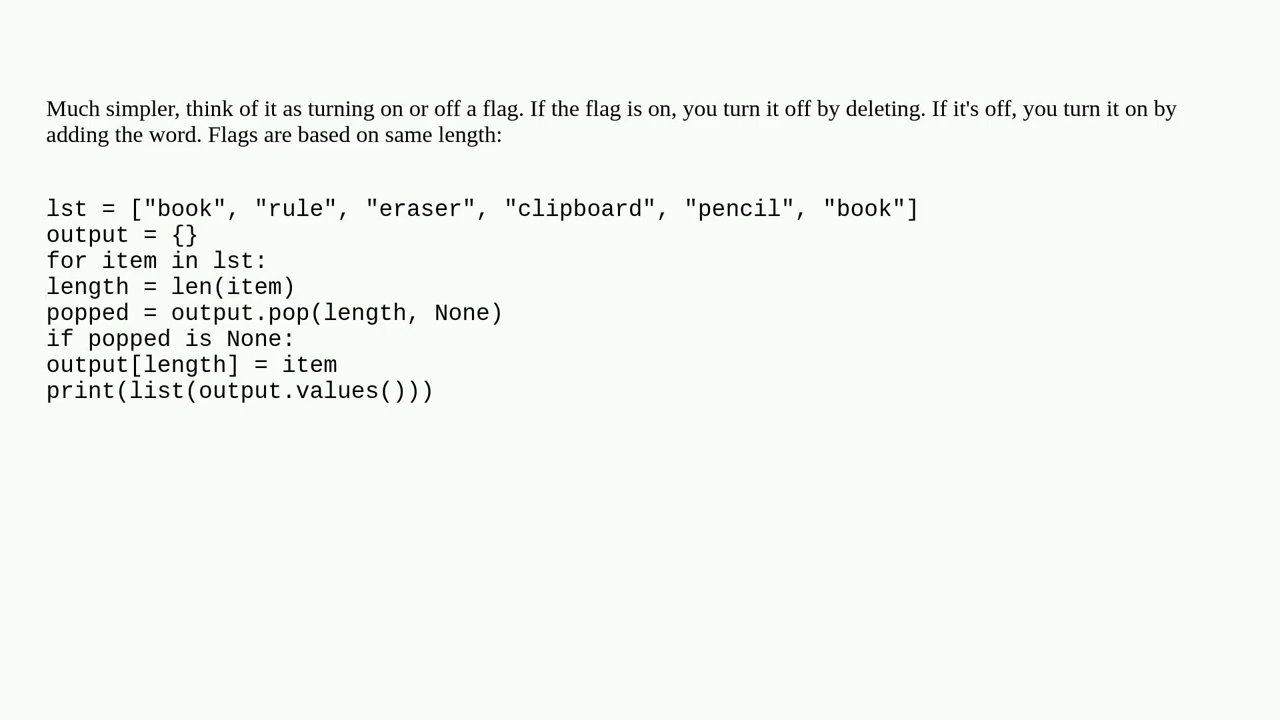 Much simpler, think of it as turning on or off a flag. If the flag is on, you turn it off by deleting. If it's off, you turn it on by
adding the word. Flags are based on same length:
lst = ["book", "rule", "eraser", "clipboard", "pencil", "book"]
output = {}
for item in lst:
length = len(item)
popped = output.pop(length, None)
if popped is None:
output[length] = item
print(list(output.values()))